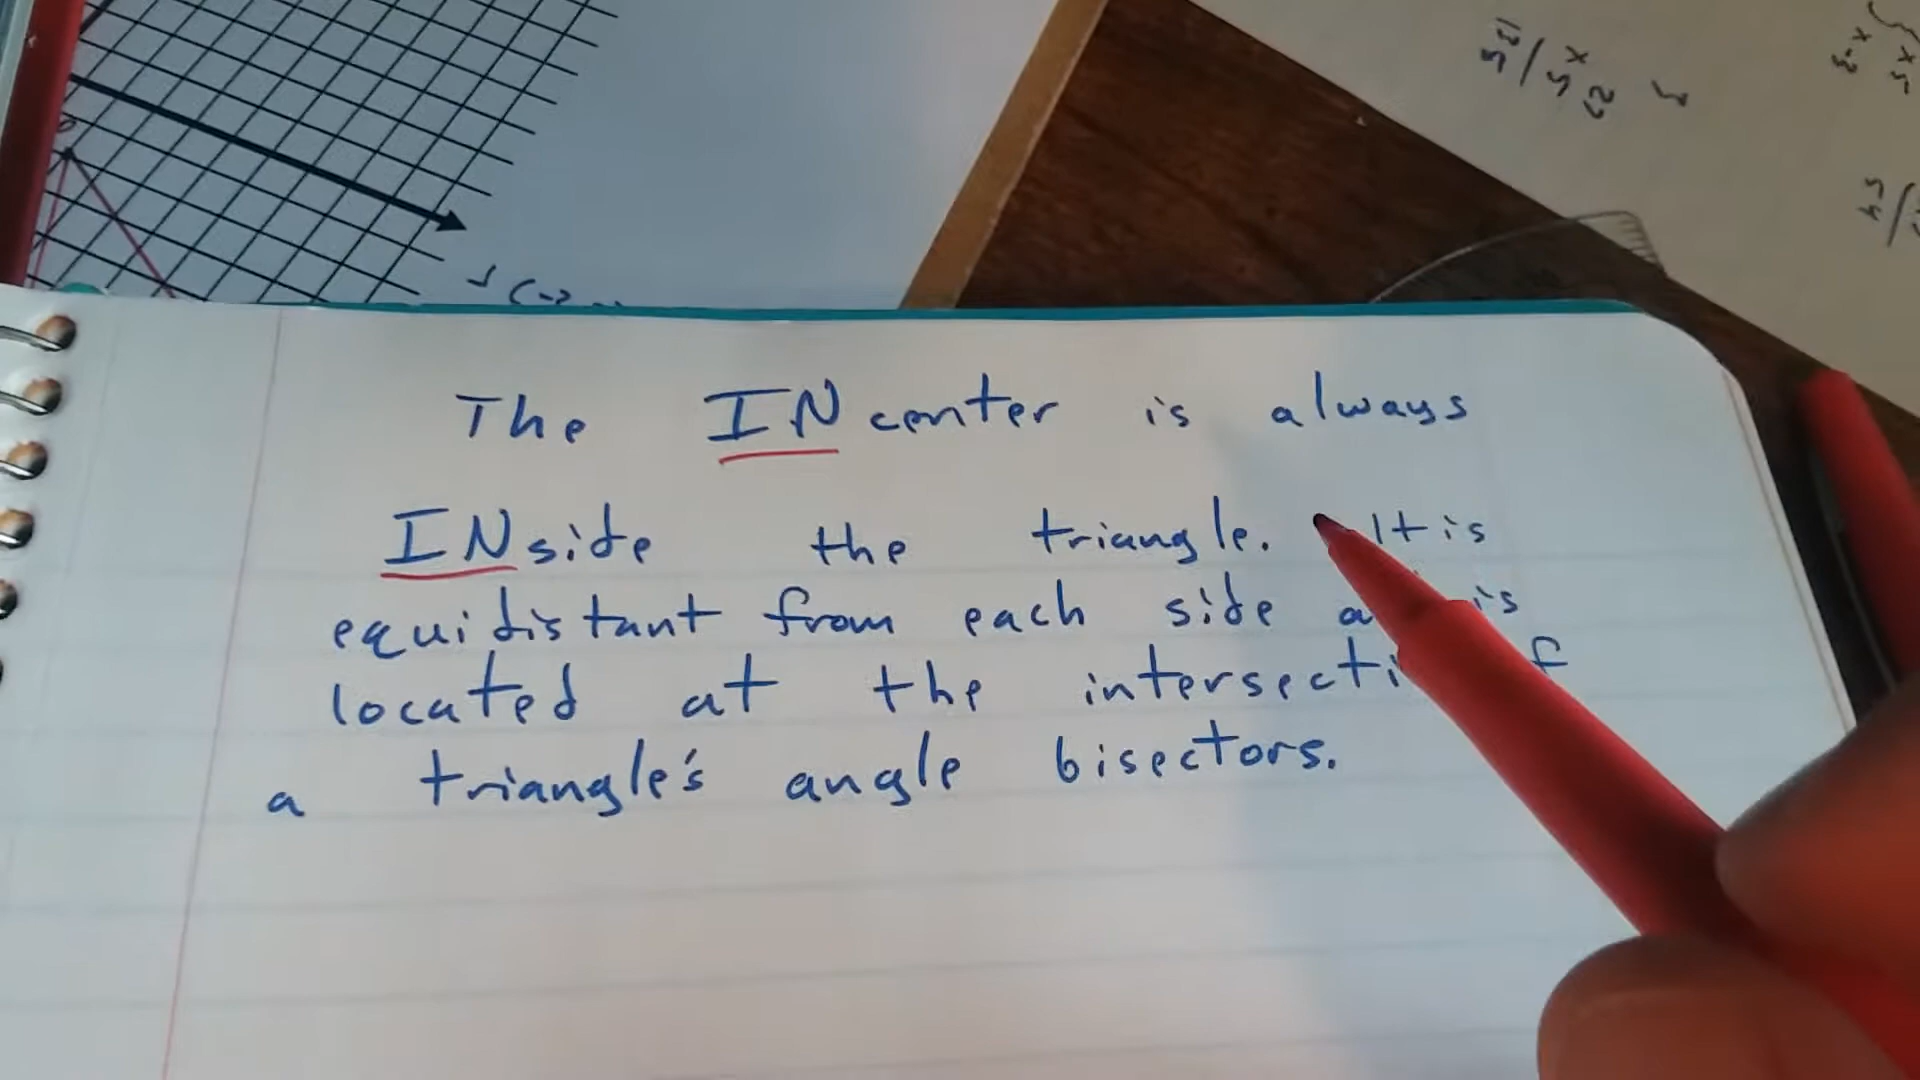 The INcenter is always
INside the triangle. It is
equidistant from each side is
located at the
a triangle's angle bisectors.